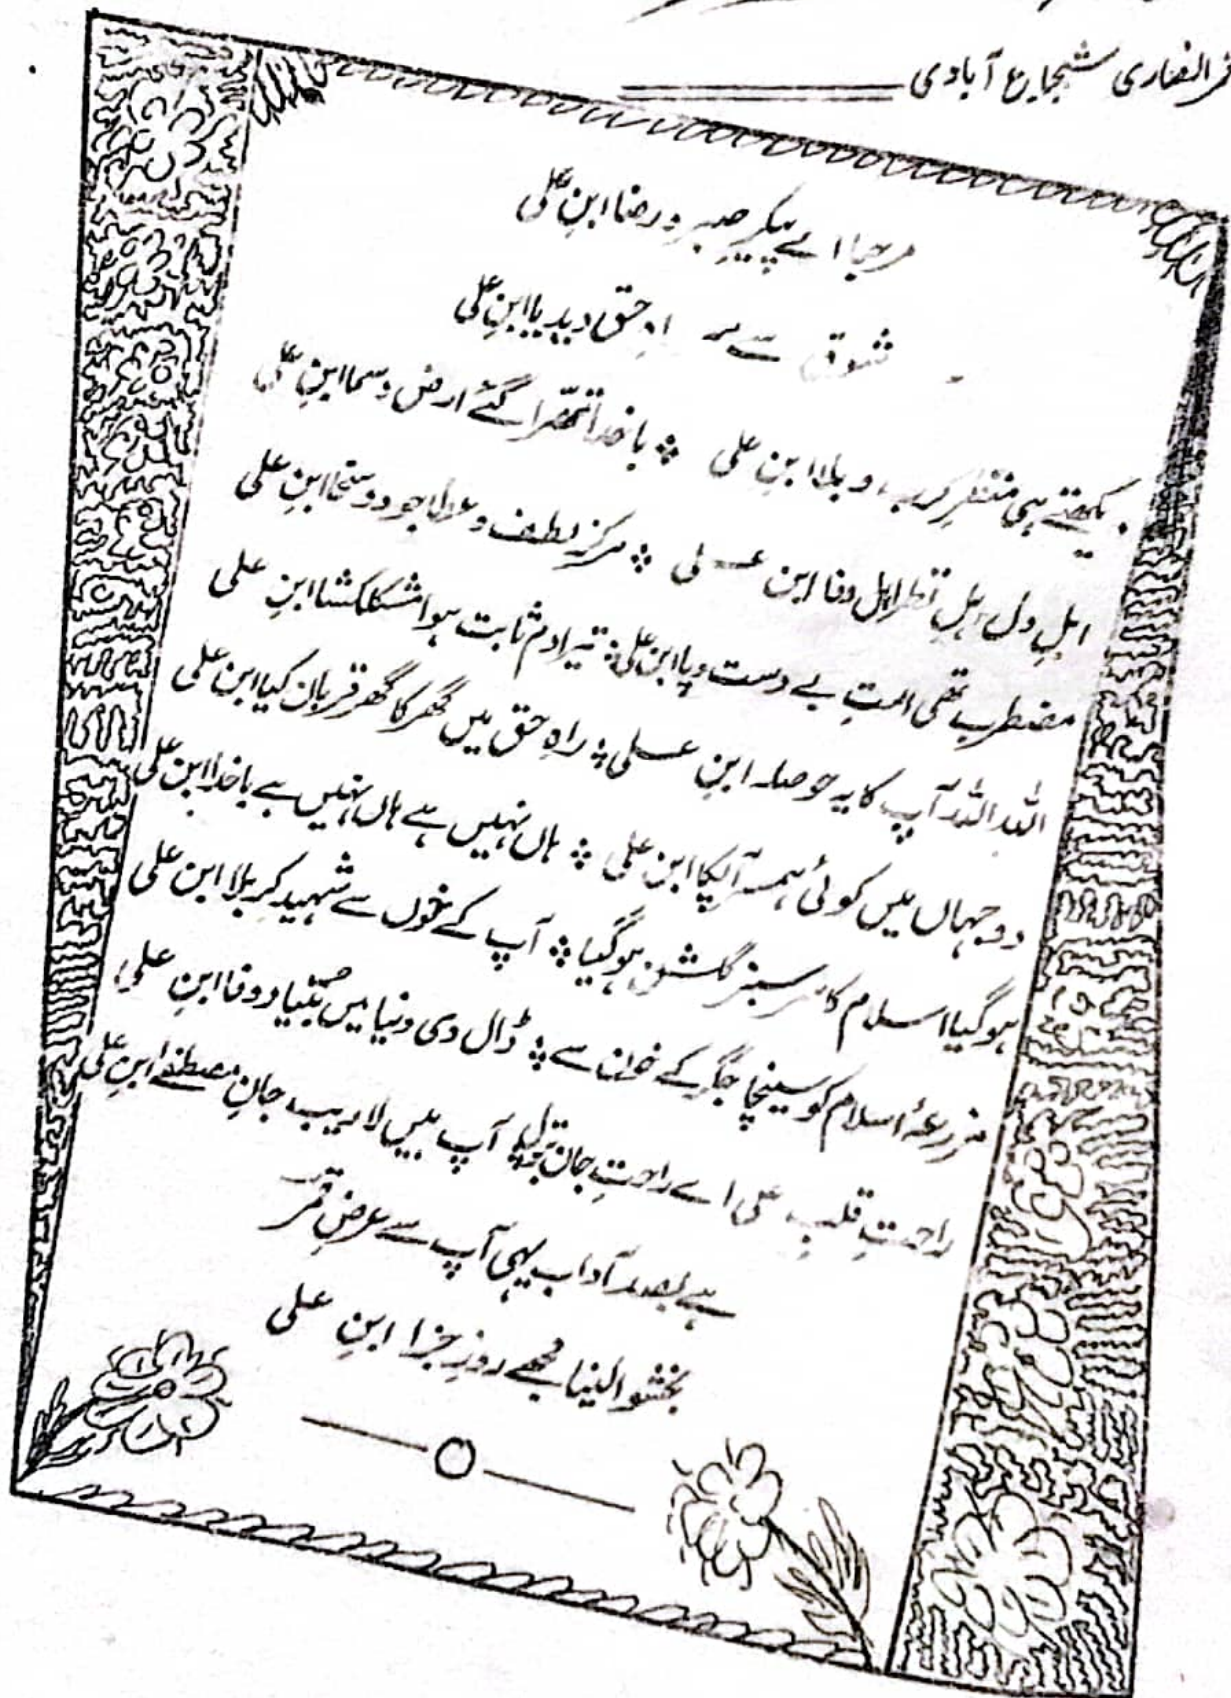 انصاری شجاع آبادی
مرحبا اے پیکرِ صبر و رضا ابنِ علی
شوق سے سر راہِ حق دیدیا ابنِ علی
دیکھتے ہی منظرِ کرب و بلا ابنِ علی ؞ باخدا تھرّا گئے ارض و سما ابنِ علی
اہلِ دل اہلِ نظر اہل وفا ابن علی ؞ مرکز لطف و عطا جود و سخا ابنِ علی
مضطرب تھی امتِ بے دست و پا ابنِ علی ؞ تیرا دم ثابت ہوا مشکلکشا ابنِ علی
اللہ اللہ آپ کا یہ حوصلہ ابنِ علی ؞ راہِ حق میں گھر کا گھر قربان کیا ابنِ علی
دو جہاں میں کوئی ہمسر آپکا ابن علی ؞ ہاں نہیں ہے ہاں نہیں ہے باخدا ابنِ علی
ہو گیا اسلام کا سرسبز گلشن ہو گیا ؞ آپ کے خوں سے شہیدِ کربلا ابنِ علی
مزرعۂ اسلام کو سینچا جگر کے خون سے ؞ ڈال دی دنیا میں بنیادِ وفا ابنِ علی
راحتِ قلبِ علی اے راحتِ جانِ بتول ؞ آپ ہیں لاریب جانِ مصطفےٰ ابنِ علی
ہے بصد آداب یہی آپ سے عرضِ قمرؔ
بخشوا لینا مجھے روزِ جزا ابنِ علی